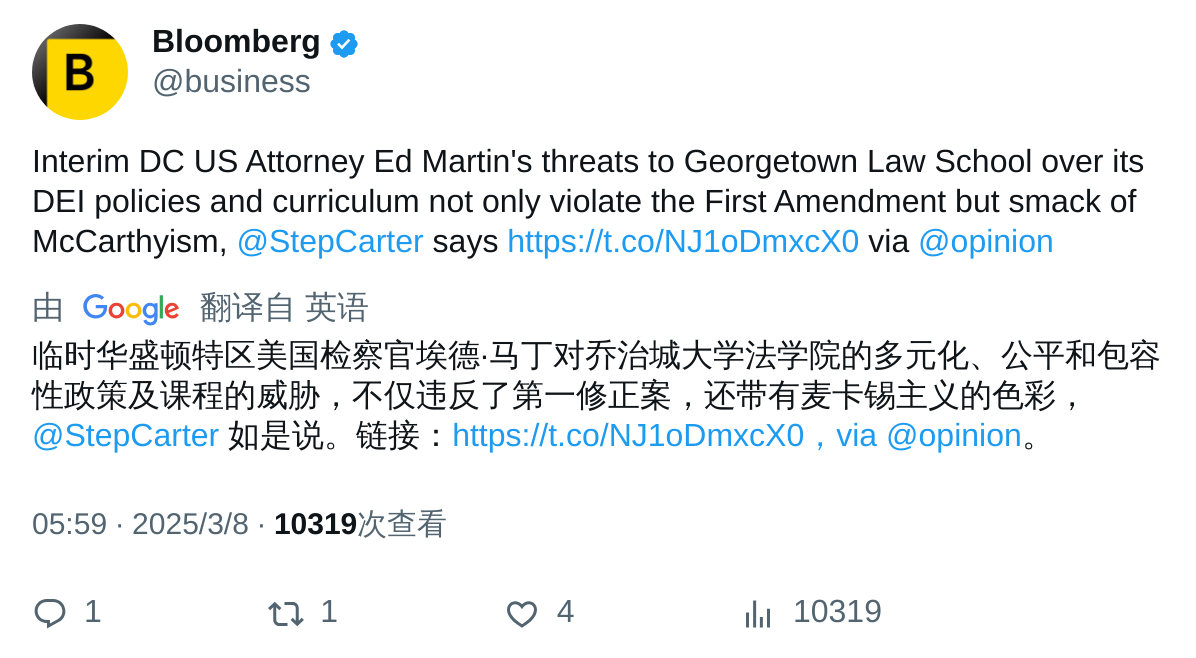 B
Bloomberg
@business
Interim DC US Attorney Ed Martin's threats to Georgetown Law School over its
DEI policies and curriculum not only violate the First Amendment but smack of
McCarthyism, @StepCarter says https://t.co/NJ1oDmxcX0 via @opinion
由 Google 翻译自 英语
临时华盛顿特区美国检察官埃德·马丁对乔治城大学法学院的多元化、公平和包容
性政策及课程的威胁，不仅违反了第一修正案，还带有麦卡锡主义的色彩，
@StepCarter 如是说。链接：https://t.co/NJ1oDmxcX0，via @opinion。
05:59 · 2025/3/8 · 10319次查看
1 1 4 10319